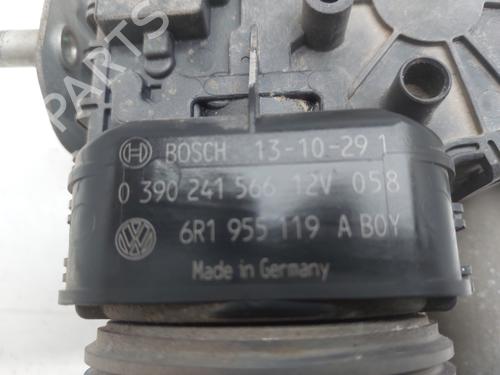 BOSCH 13-10-29 1
0 390 241 566 12V 058
6R1 955 119 A BOY
Made in Germany
B-PARTS